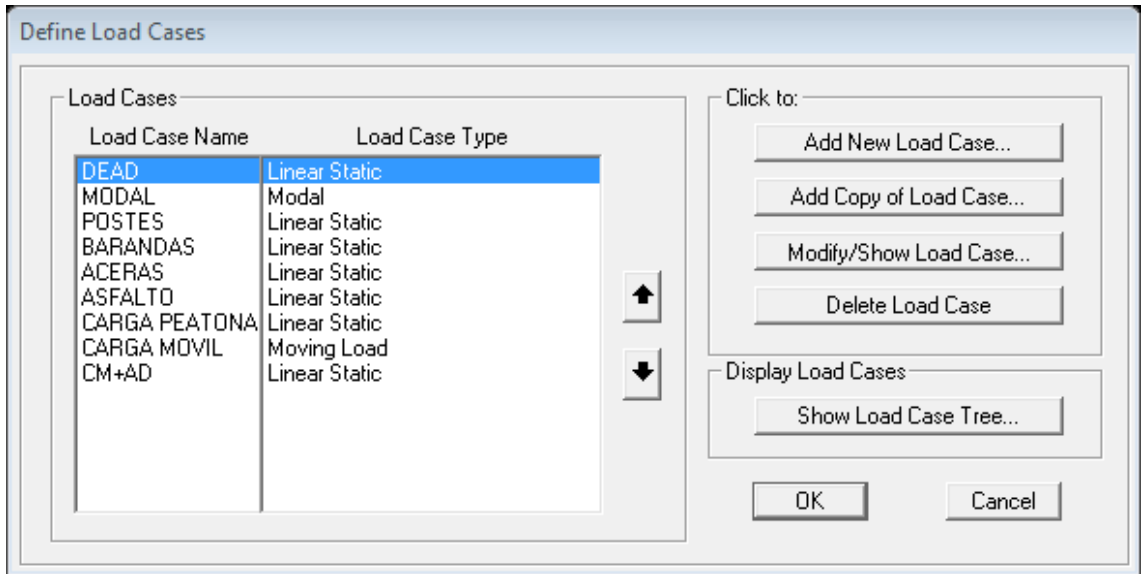 Define Load Cases
Load Cases
Load Case Name Load Case Type
DEAD Linear Static
MODAL Modal
POSTES Linear Static
BARANDAS Linear Static
ACERAS Linear Static
ASFALTO Linear Static
CARGA PEATONA Linear Static
CARGA MOVIL Moving Load
CM+AD Linear Static
Click to:
Add New Load Case...
Add Copy of Load Case...
Modify/Show Load Case...
Delete Load Case
Display Load Cases
Show Load Case Tree...
OK Cancel